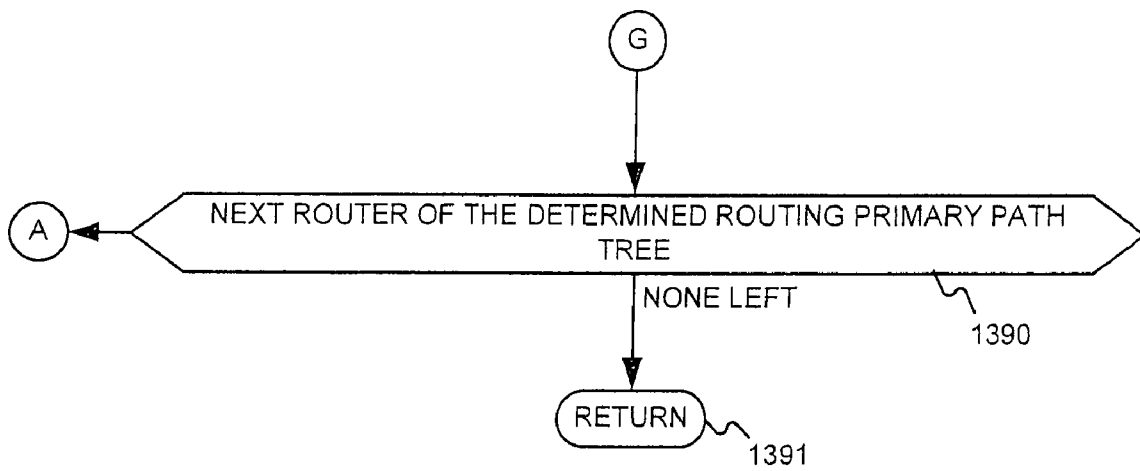 G
A
NEXT ROUTER OF THE DETERMINED ROUTING PRIMARY PATH
TREE
NONE LEFT
1390
RETURN
1391